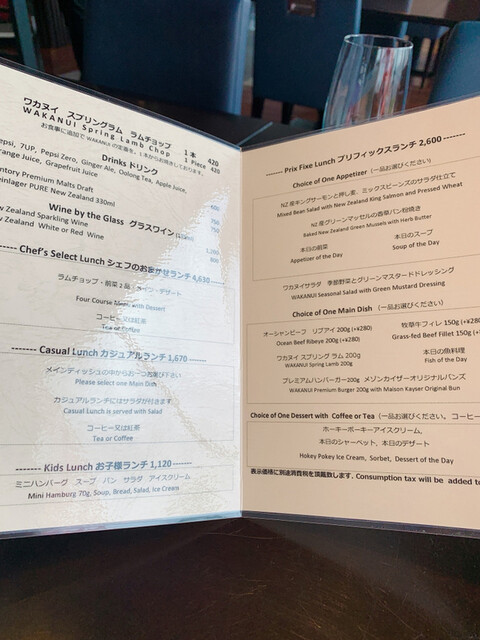 ワカヌイ スプリングラム ラムチョップ 1本 420
WAKANUI Spring Lamb Chop 1 Piece 420
お食事に追加で WAKANUI の定番を。1本からお焼きしております。
Drinks ドリンク
7UP, Pepsi Zero, Ginger Ale, Oolong Tea, Apple Juice,
Juice, Grapefruit Juice 600
Premium Malts Draft 700
PURE New Zealand 330ml
Wine by the Glass グラスワイン
Zealand Sparkling Wine 1,200
Zealand White or Red Wine
----- Chef's Select Lunch シェフのおまかせランチ 4,630 -----
ラムチョップ・前菜2品 メイン・デザート
Four Course Menu with Dessert
コーヒー又は紅茶
Tea or Coffee
----- Casual Lunch カジュアルランチ 1,670 -------
メインディッシュの中からお一つお選び下さい
Please select one Main Dish
カジュアルランチにはサラダが付きます
Casual Lunch is served with Salad
コーヒー又は紅茶
Tea or Coffee
------ Kids Lunch お子様ランチ 1,120 ------------
ミニハンバーグ スープ パン サラダ アイスクリーム
Mini Hamburg 70g, Soup, Bread, Salad, Ice Cream
------- Prix Fixe Lunch プリフィックスランチ 2,600 -------
Choice of One Appetizer (一品お選びください)
NZ産キングサーモンと押し麦、ミックスビーンズのサラダ仕立て
Mixed Bean Salad with New Zealand King Salmon and Pressed Wheat
NZ産グリーンマッセルの香草パン粉焼き
Baked New Zealand Green Mussels with Herb Butter
本日の前菜 本日のスープ
Appetizer of the Day Soup of the Day
ワカヌイサラダ 季節野菜とグリーンマスタードドレッシング
WAKANUI Seasonal Salad with Green Mustard Dressing
Choice of One Main Dish (一品お選びください)
オーシャンビーフ リブアイ 200g (+¥280) 牧草牛フィレ 150g (+¥280
Ocean Beef Ribeye 200g (+¥280) Grass-fed Beef Fillet 150g
ワカヌイ スプリング ラム 200g 本日の魚料理
WAKANUI Spring Lamb 200g Fish of the Day
プレミアムハンバーガー200g メゾンカイザーオリジナルバンズ
WAKANUI Premium Burger 200g with Maison Kayser Original Bun
Choice of One Dessert with Coffee or Tea (一品お選びください。コーヒー
ホーキーポーキーアイスクリーム,
本日のシャーベット, 本日のデザート
Hokey Pokey Ice Cream, Sorbet, Dessert of the Day
表示価格に別途消費税を頂戴致します. Consumption tax will be added to